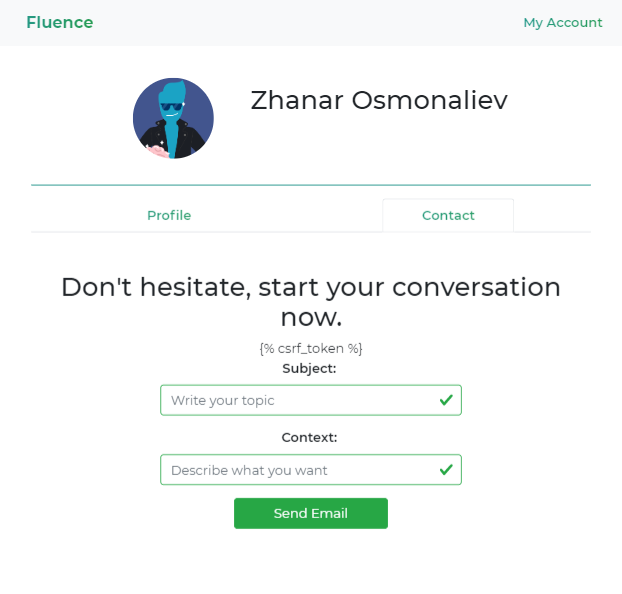 Fluence
My Account
Zhanar Osmonaliev
Profile
Contact
Don't hesitate, start your conversation
now.
{% csrf_token %}
Subject:
Write your topic
Context:
Describe what you want
Send Email